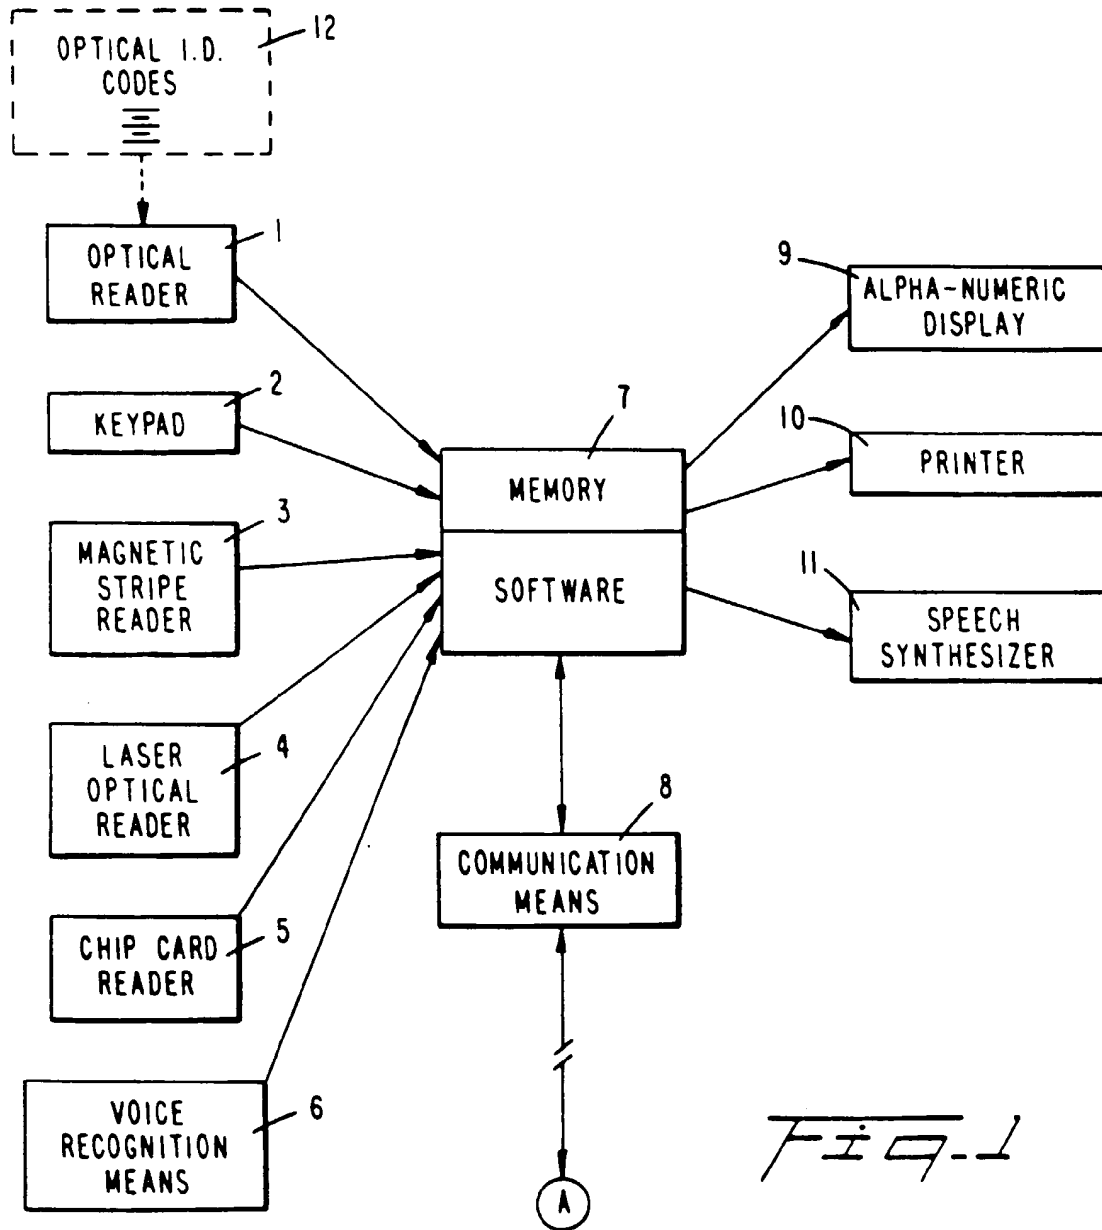 12
OPTICAL I.D.
CODES
1
OPTICAL
READER
2
KEYPAD
3
MAGNETIC
STRIPE
READER
4
LASER
OPTICAL
READER
5
CHIP CARD
READER
6
VOICE
RECOGNITION
MEANS
7
MEMORY
SOFTWARE
8
COMMUNICATION
MEANS
A
9
ALPHA-NUMERIC
DISPLAY
10
PRINTER
11
SPEECH
SYNTHESIZER
Fig. 1